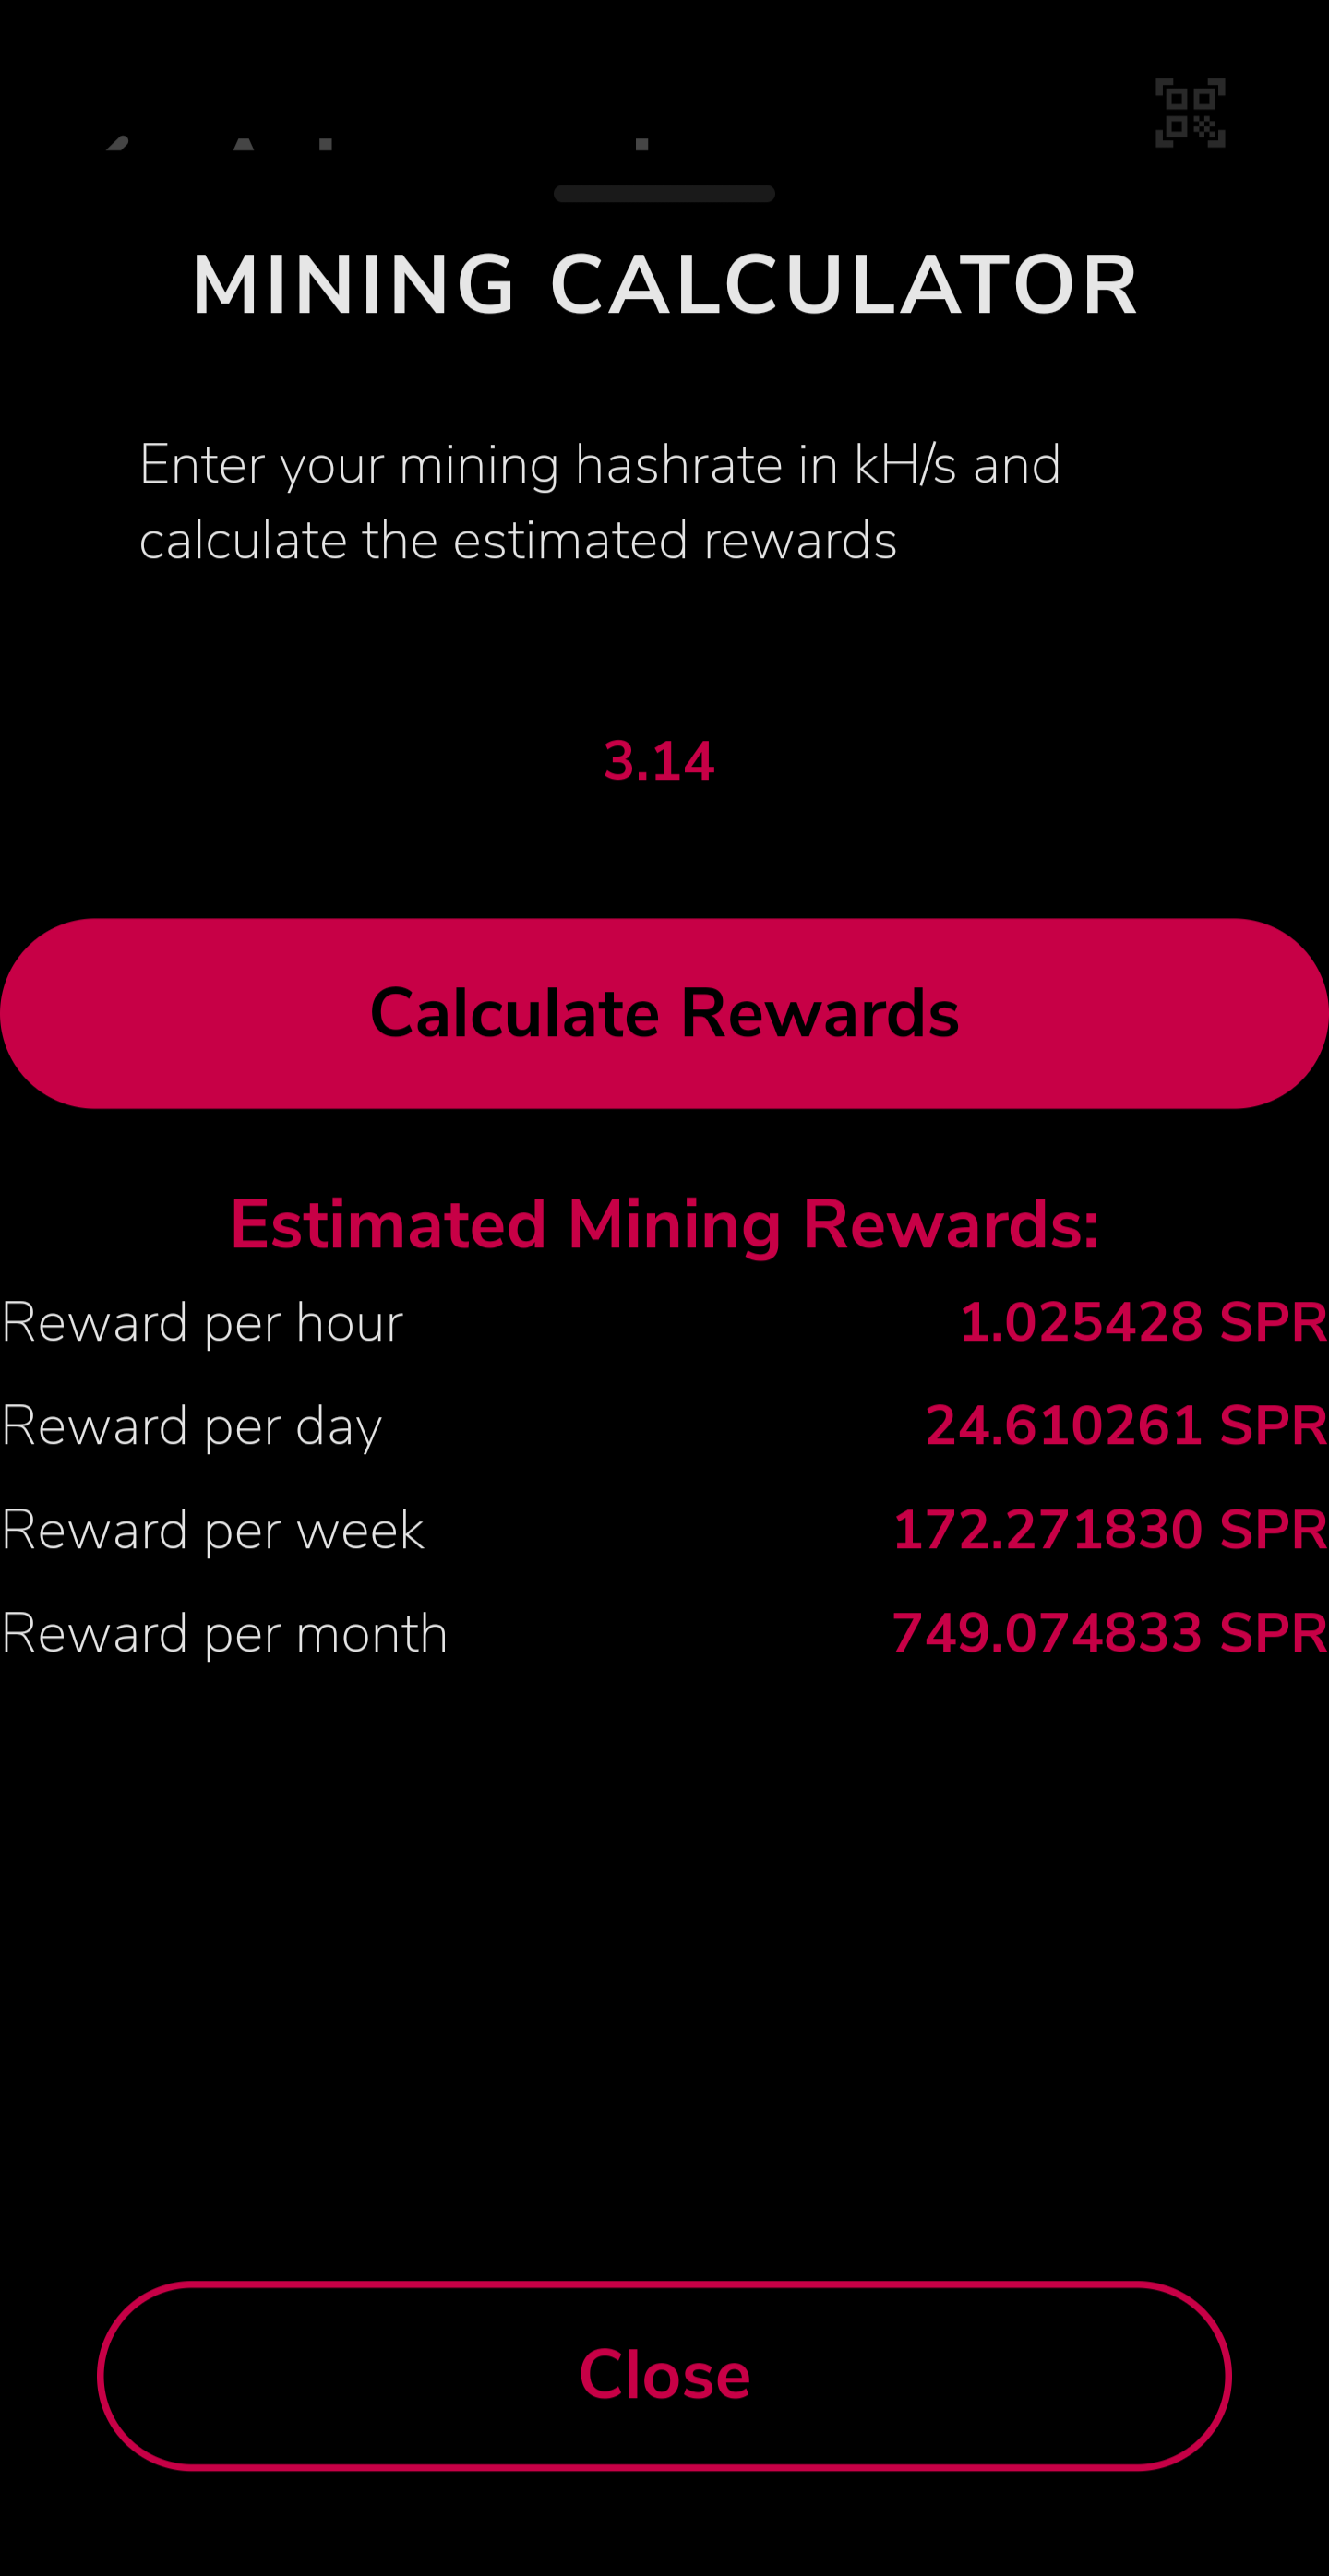 MINING CALCULATOR
Enter your mining hashrate in kH/s and
calculate the estimated rewards
3.14
Calculate Rewards
Estimated Mining Rewards:
Reward per hour 1.025428 SPR
Reward per day 24.610261 SPR
Reward per week 172.271830 SPR
Reward per month 749.074833 SPR
Close